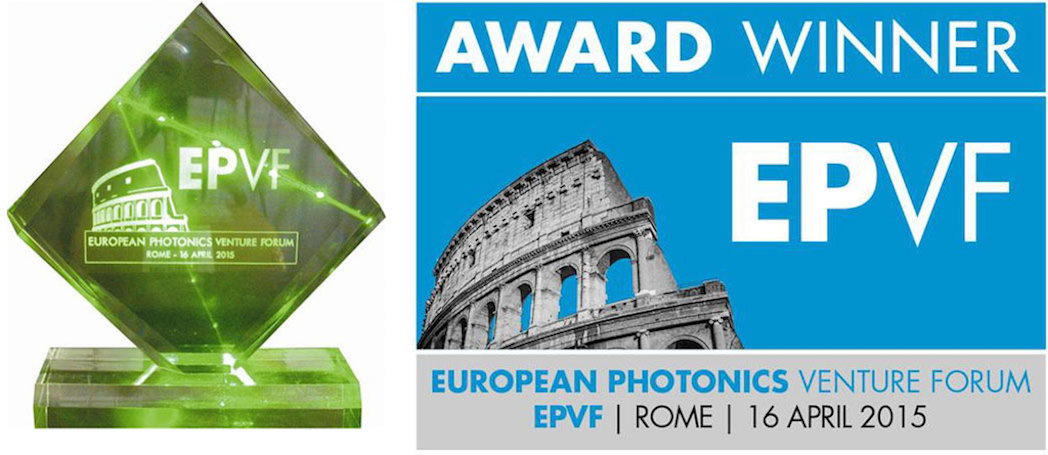 EPVF
EUROPEAN PHOTONICS VENTURE FORUM
ROME - 16 APRIL 2015
AWARD WINNER
EPVF
EUROPEAN PHOTONICS VENTURE FORUM
EPVF | ROME | 16 APRIL 2015